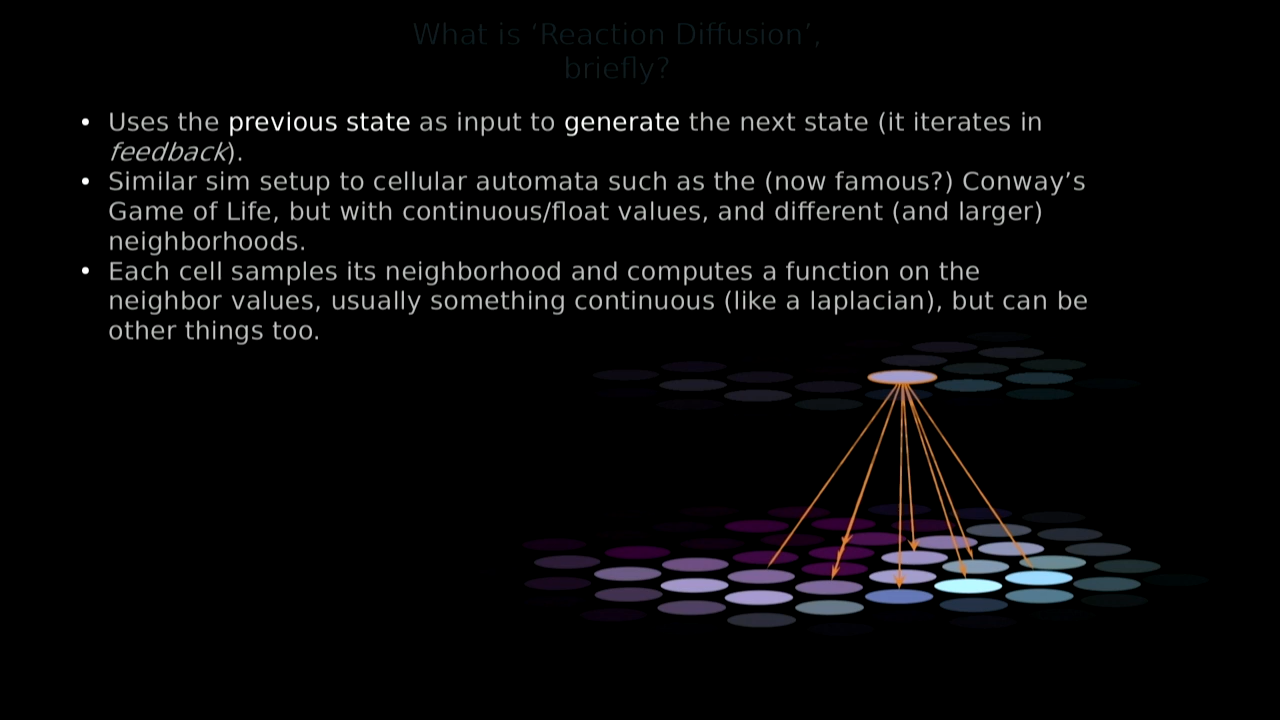 What is ‘Reaction Diffusion’,
briefly?
• Uses the previous state as input to generate the next state (it iterates in
feedback).
• Similar sim setup to cellular automata such as the (now famous?) Conway’s
Game of Life, but with continuous/float values, and different (and larger)
neighborhoods.
• Each cell samples its neighborhood and computes a function on the
neighbor values, usually something continuous (like a laplacian), but can be
other things too.